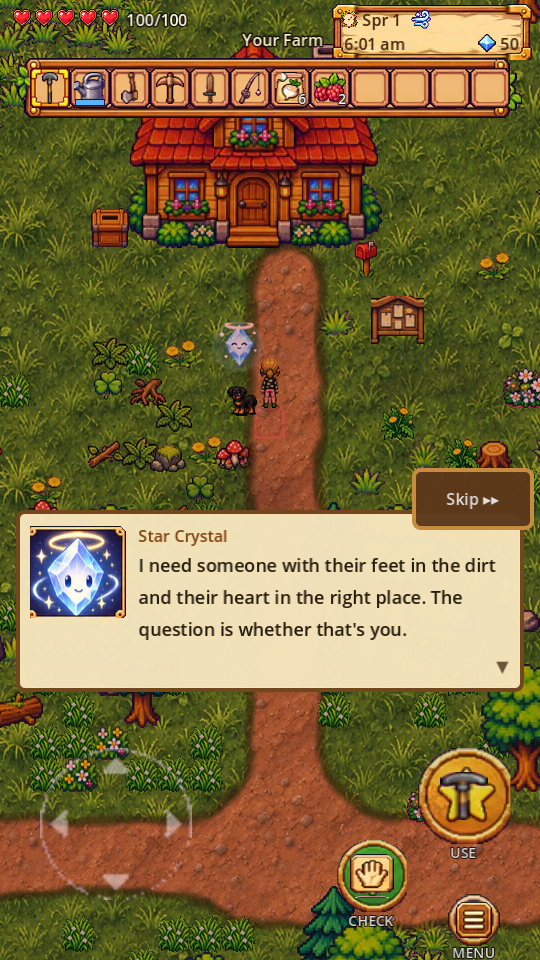 100/100
Spr 1
Your Farm
6:01 am
50
6
2
Skip ▸▸
Star Crystal
I need someone with their feet in the dirt
and their heart in the right place. The
question is whether that's you.
▼
USE
CHECK
MENU